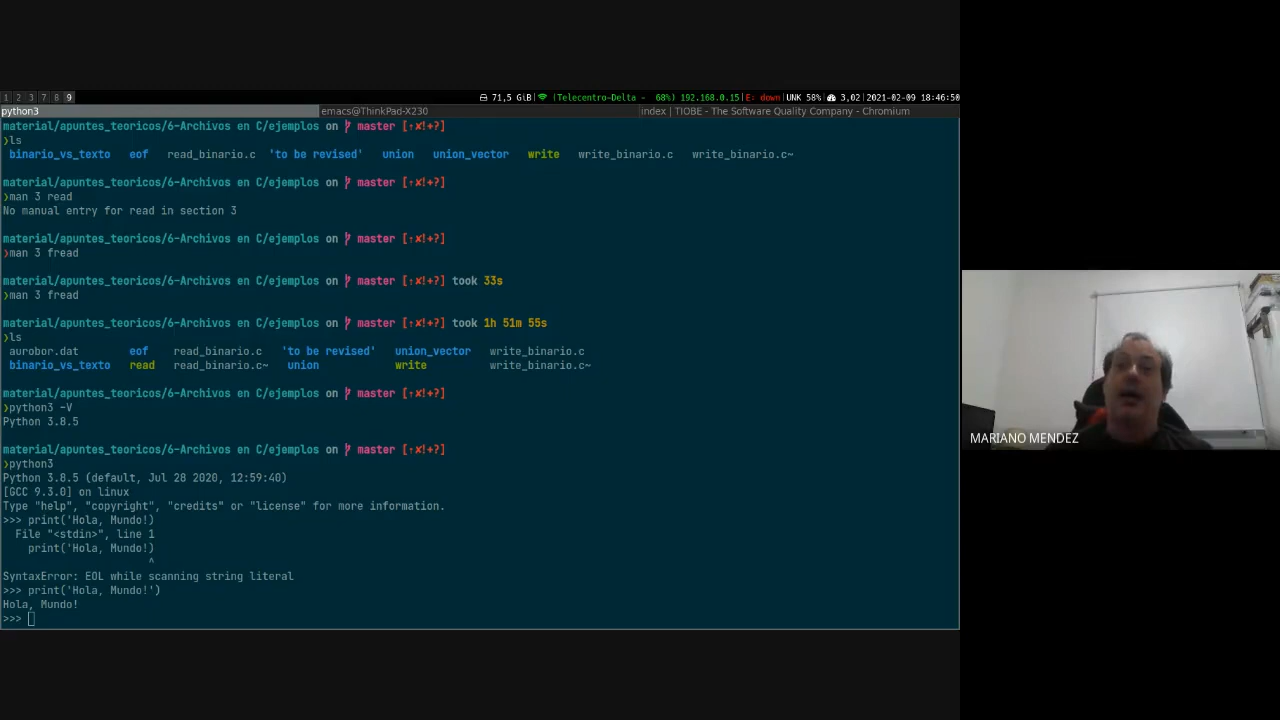 1 2 3 7 8 9 71,5 GiB| |(Telecentro-Delta - 68%) 192.168.0.15|E: down|UNK 58%| 3,02|2021-02-09 18:46:50
python3 emacs@ThinkPad-X230 index | TIOBE - The Software Quality Company - Chromium
material/apuntes_teoricos/6-Archivos en C/ejemplos on master [⇡✘!+?]
❯ls
binario_vs_texto eof read_binario.c 'to be revised' union union_vector write write_binario.c write_binario.c~
material/apuntes_teoricos/6-Archivos en C/ejemplos on master [⇡✘!+?]
❯man 3 read
No manual entry for read in section 3
material/apuntes_teoricos/6-Archivos en C/ejemplos on master [⇡✘!+?]
❯man 3 fread
material/apuntes_teoricos/6-Archivos en C/ejemplos on master [⇡✘!+?] took 33s
❯man 3 fread
material/apuntes_teoricos/6-Archivos en C/ejemplos on master [⇡✘!+?] took 1h 51m 55s
❯ls
aurobor.dat eof read_binario.c 'to be revised' union_vector write_binario.c
binario_vs_texto read read_binario.c~ union write write_binario.c~
material/apuntes_teoricos/6-Archivos en C/ejemplos on master [⇡✘!+?]
❯python3 -V
Python 3.8.5
material/apuntes_teoricos/6-Archivos en C/ejemplos on master [⇡✘!+?]
❯python3
Python 3.8.5 (default, Jul 28 2020, 12:59:40)
[GCC 9.3.0] on linux
Type "help", "copyright", "credits" or "license" for more information.
>>> print('Hola, Mundo!)
File "<stdin>", line 1
print('Hola, Mundo!)
^
SyntaxError: EOL while scanning string literal
>>> print('Hola, Mundo!')
Hola, Mundo!
>>>
MARIANO MENDEZ